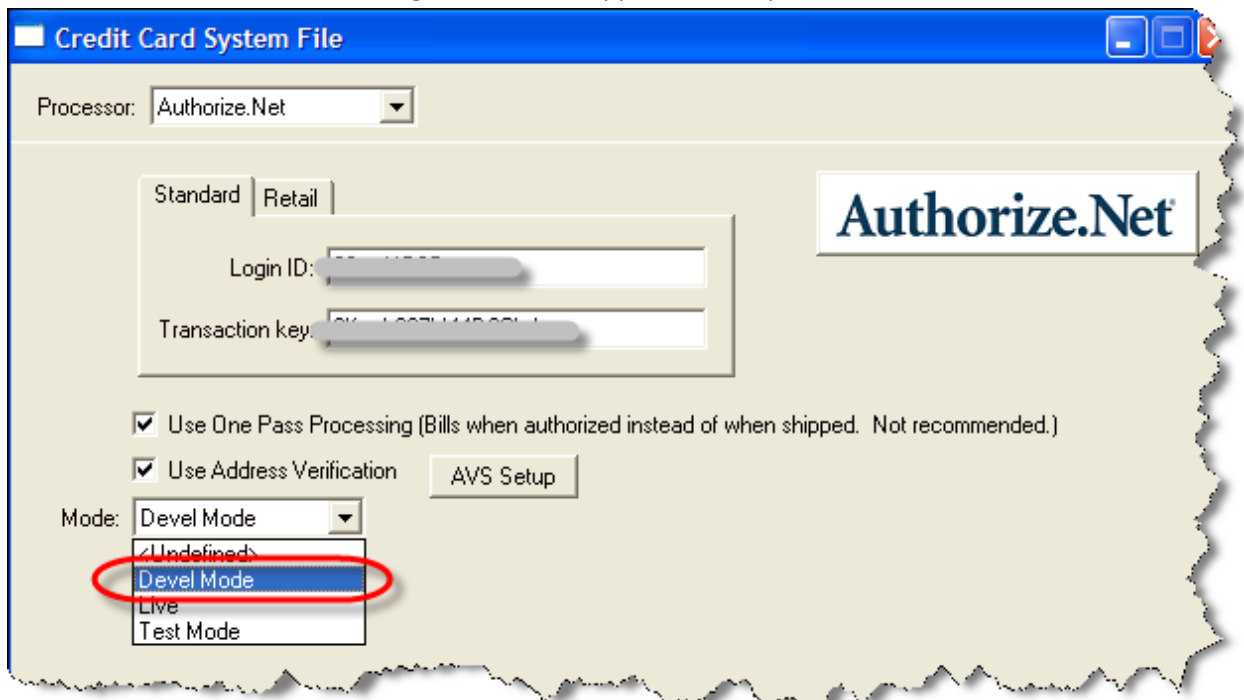 Credit Card System File
Processor: Authorize.Net
Standard Retail
Authorize.Net
Login ID:
Transaction key:
Use One Pass Processing (Bills when authorized instead of when shipped. Not recommended.)
Use Address Verification AVS Setup
Mode: Devel Mode
<Undefined>
Devel Mode
Live
Test Mode